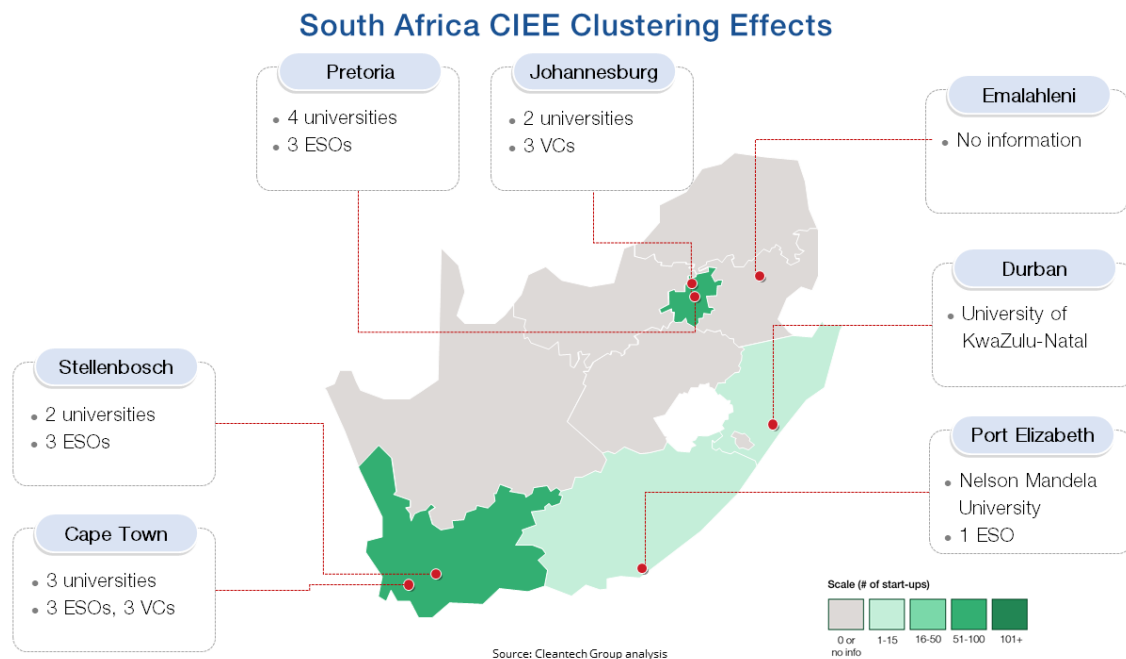 South Africa CIEE Clustering Effects
Pretoria
• 4 universities
• 3 ESOs
Johannesburg
• 2 universities
• 3 VCs
Emalahleni
• No information
Durban
• University of
KwaZulu-Natal
Stellenbosch
• 2 universities
• 3 ESOs
Port Elizabeth
• Nelson Mandela
University
• 1 ESO
Cape Town
• 3 universities
• 3 ESOs, 3 VCs
Scale (# of start-ups)
0 or
no info
1-15
16-50
51-100
101+
Source: Cleantech Group analysis